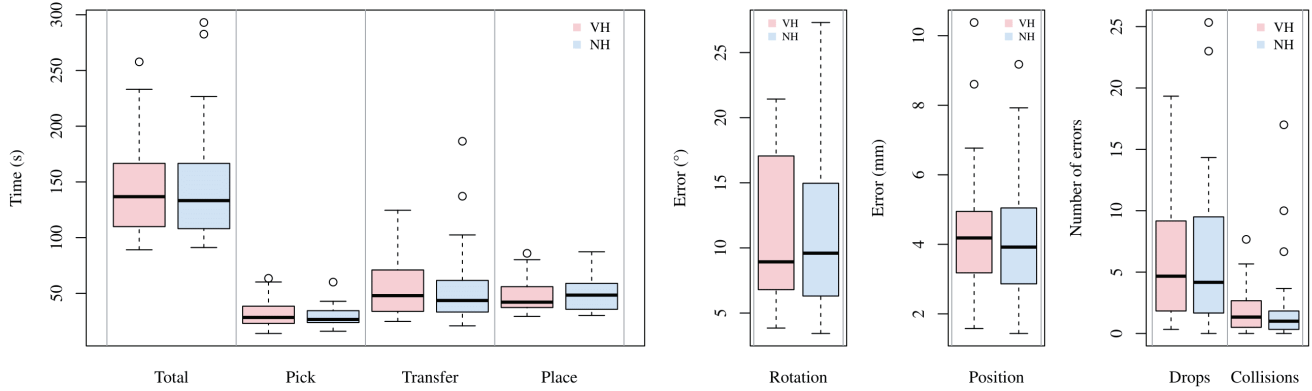 Time (s)
300
250
200
150
100
50
VH
NH
Total
Pick
Transfer
Place
Error (°)
25
20
15
10
5
VH
NH
Rotation
Error (mm)
10
8
6
4
2
VH
NH
Position
Number of errors
25
20
15
10
5
0
VH
NH
Drops
Collisions